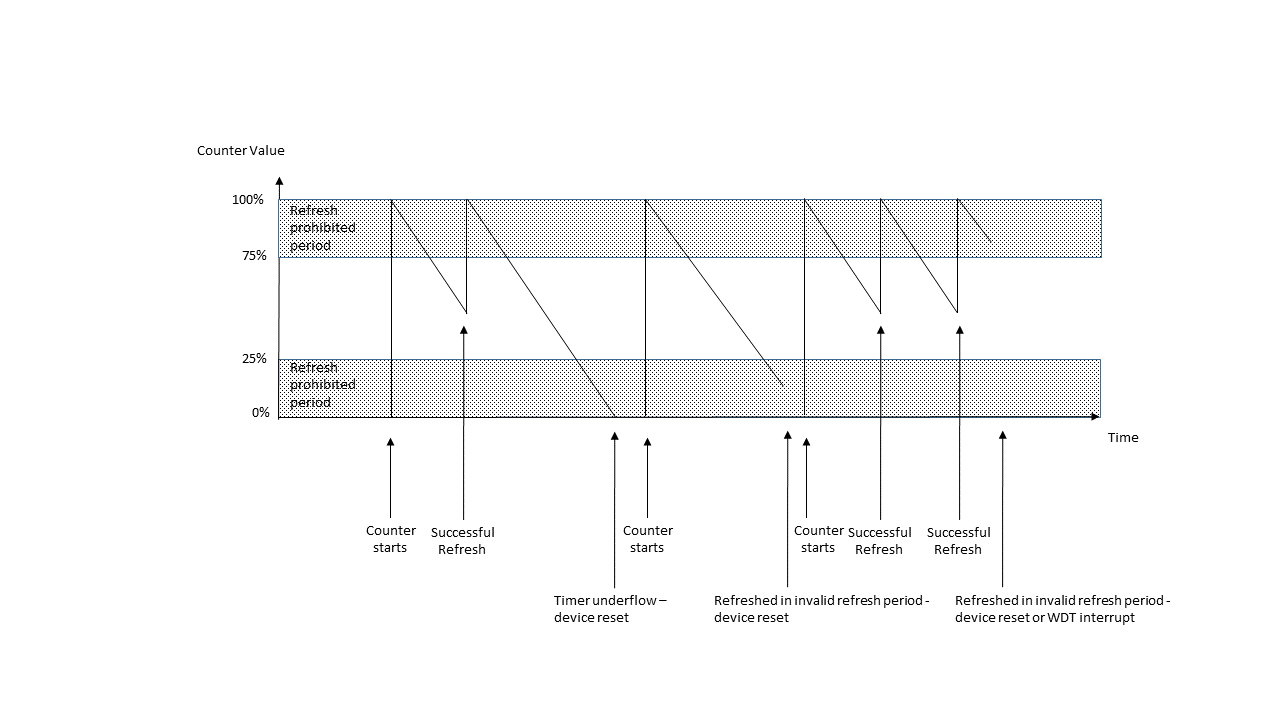 Counter Value
100%
Refresh
prohibited
period
75%
25%
Refresh
prohibited
period
0%
Time
Counter
starts
Successful
Refresh
Counter
starts
Counter
starts
Successful
Refresh
Successful
Refresh
Timer underflow –
device reset
Refreshed in invalid refresh period -
device reset
Refreshed in invalid refresh period -
device reset or WDT interrupt